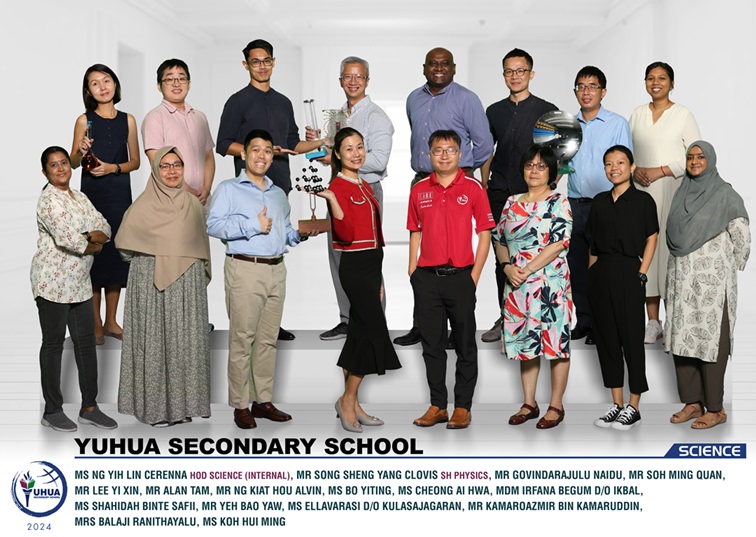 YUHUA SECONDARY SCHOOL
SCIENCE
MS NG YIH LIN CERENNA HOD SCIENCE (INTERNAL), MR SONG SHENG YANG CLOVIS SH PHYSICS, MR GOVINDARAJULU NAIDU, MR SOH MING QUAN,
MR LEE YI XIN, MR ALAN TAM, MR NG KIAT HOU ALVIN, MS BO YITING, MS CHEONG AI HWA, MDM IRFANA BEGUM D/O IKBAL,
MS SHAHIDAH BINTE SAFII, MR YEH BAO YAW, MS ELLAVARASI D/O KULASAJAGARAN, MR KAMAROAZMIR BIN KAMARUDDIN,
MRS BALAJI RANITHAYALU, MS KOH HUI MING
YUHUA
2024